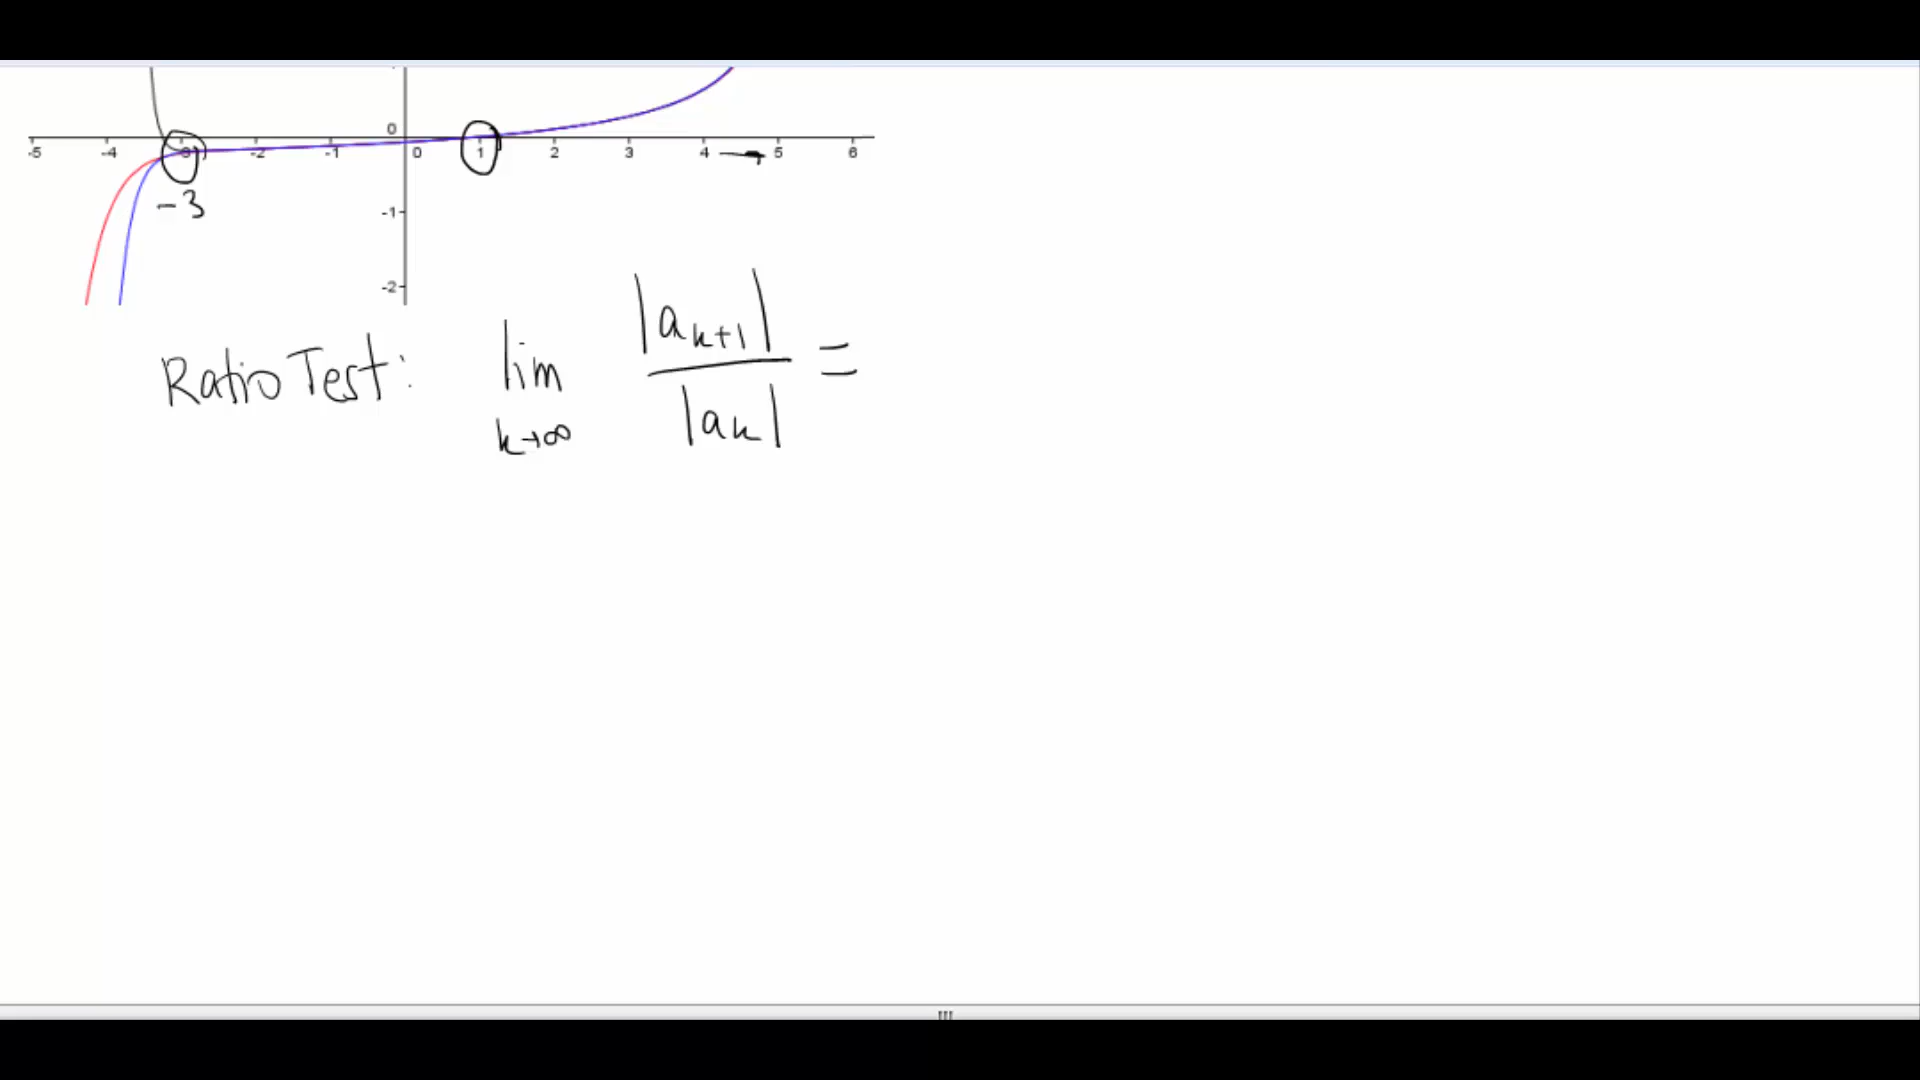 0
-5 -4 -3 -2 -1 0 1 2 3 4 5 6
-3
-1
-2
Ratio Test: lim k→∞ |a_{k+1}| / |a_k| =